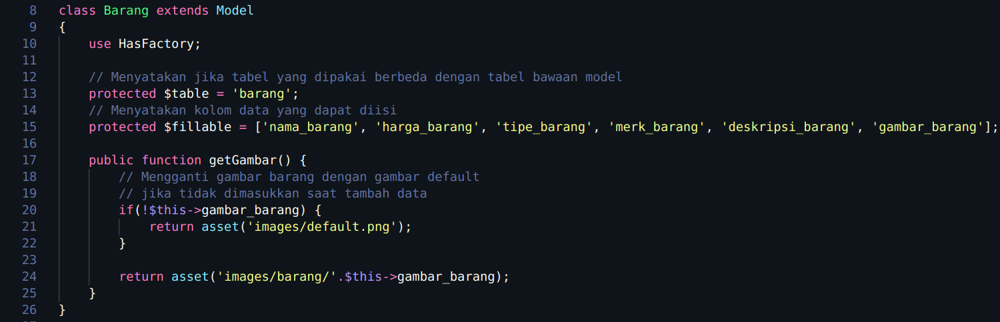 8 class Barang extends Model
9 {
10     use HasFactory;
11
12     // Menyatakan jika tabel yang dipakai berbeda dengan tabel bawaan model
13     protected $table = 'barang';
14     // Menyatakan kolom data yang dapat diisi
15     protected $fillable = ['nama_barang', 'harga_barang', 'tipe_barang', 'merk_barang', 'deskripsi_barang', 'gambar_barang'];
16
17     public function getGambar() {
18         // Mengganti gambar barang dengan gambar default
19         // jika tidak dimasukkan saat tambah data
20         if(!$this->gambar_barang) {
21             return asset('images/default.png');
22         }
23
24         return asset('images/barang/'.$this->gambar_barang);
25     }
26 }